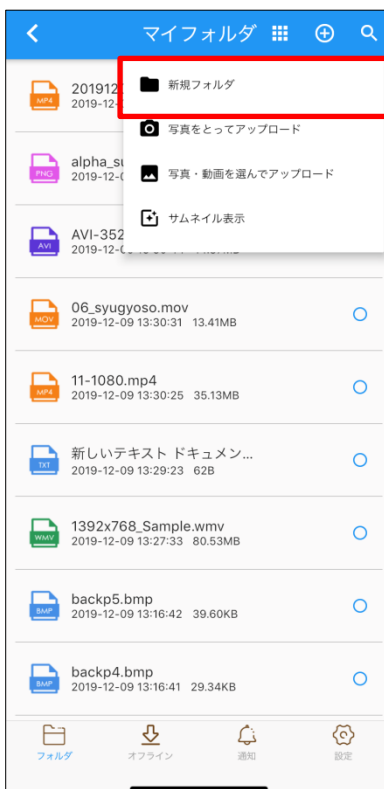 マイフォルダ
新規フォルダ
写真をとってアップロード
写真・動画を選んでアップロード
サムネイル表示
MP4
201912
2019-12-
PNG
alpha_su
2019-12-0
AVI
AVI-352
MOV
06_syugyoso.mov
2019-12-09 13:30:31 13.41MB
MP4
11-1080.mp4
2019-12-09 13:30:25 35.13MB
TXT
新しいテキスト ドキュメン...
2019-12-09 13:29:23 62B
WMV
1392x768_Sample.wmv
2019-12-09 13:27:33 80.53MB
BMP
backp5.bmp
2019-12-09 13:16:42 39.60KB
BMP
backp4.bmp
2019-12-09 13:16:41 29.34KB
フォルダ
オフライン
通知
設定